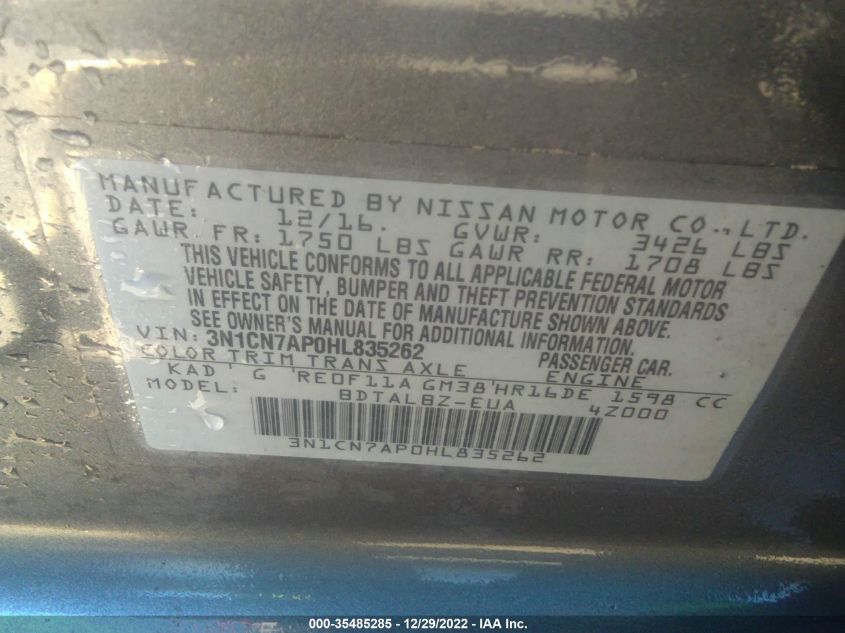 MANUFACTURED BY NISSAN MOTOR CO., LTD.
DATE: 12/16. GVWR: 3426 LBS
GAWR FR: 1750 LBS GAWR RR: 1708 LBS
THIS VEHICLE CONFORMS TO ALL APPLICABLE FEDERAL MOTOR
VEHICLE SAFETY, BUMPER AND THEFT PREVENTION STANDARDS
IN EFFECT ON THE DATE OF MANUFACTURE SHOWN ABOVE.
SEE OWNER'S MANUAL FOR ADDITIONAL INFORMATION.
VIN: 3N1CN7AP0HL835262 PASSENGER CAR.
COLOR TRIM TRANS AXLE ENGINE
KAD ' G 'RE0F11A GM38'HR16DE 1598 CC
MODEL: BDTALBZ-EUA 4Z000
3N1CN7AP0HL835262
000-35485285 - 12/29/2022 - IAA Inc.